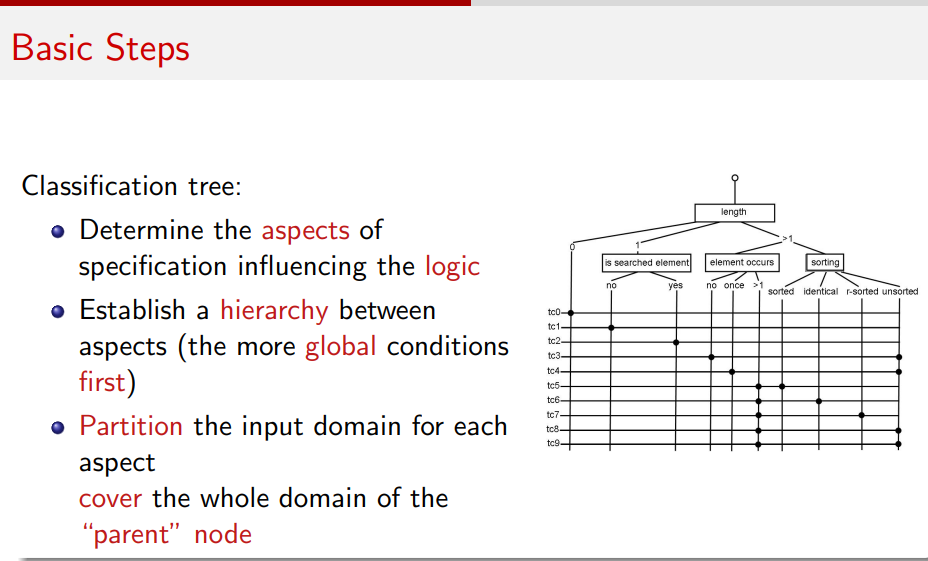 Basic Steps
Classification tree:
Determine the aspects of
specification influencing the logic
Establish a hierarchy between
aspects (the more global conditions
first)
Partition the input domain for each
aspect
cover the whole domain of the
“parent” node
length
0
1
>1
is searched element
element occurs
sorting
no
yes
no
once
>1
sorted
identical
r-sorted
unsorted
tc0
tc1
tc2
tc3
tc4
tc5
tc6
tc7
tc8
tc9